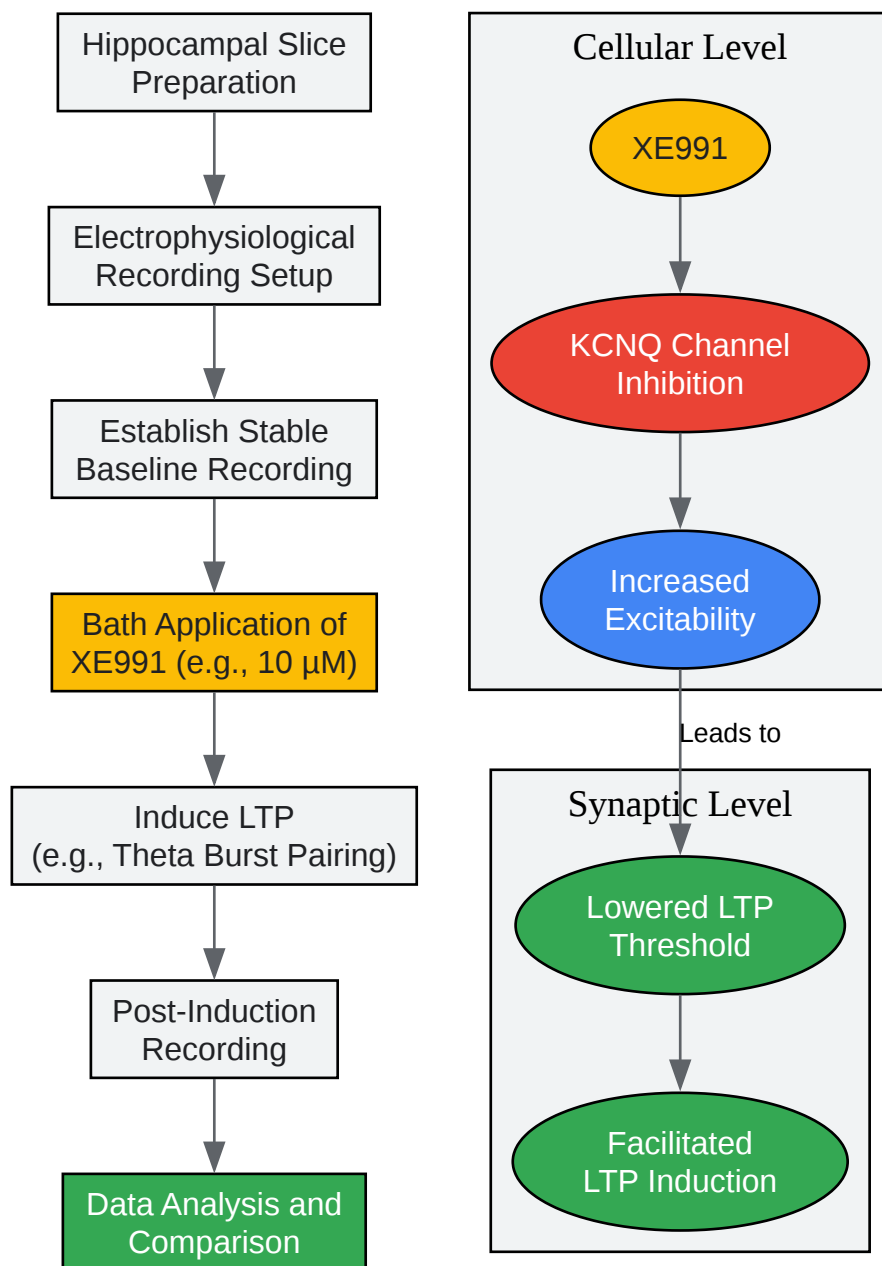 Hippocampal Slice
Preparation
Electrophysiological
Recording Setup
Establish Stable
Baseline Recording
Bath Application of
XE991 (e.g., 10 µM)
Induce LTP
(e.g., Theta Burst Pairing)
Post-Induction
Recording
Data Analysis and
Comparison
Cellular Level
XE991
KCNQ Channel
Inhibition
Increased
Excitability
Leads to
Synaptic Level
Lowered LTP
Threshold
Facilitated
LTP Induction